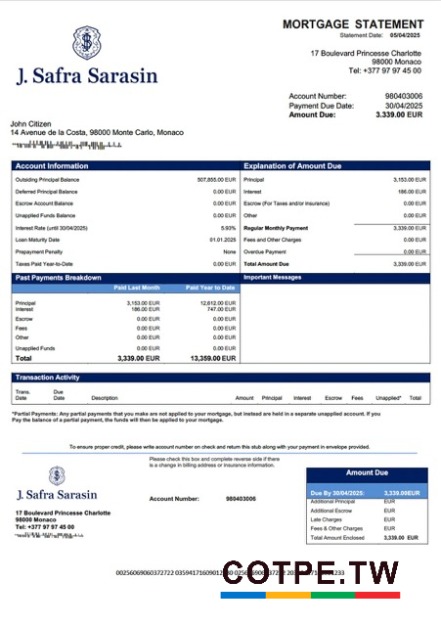 MORTGAGE STATEMENT
Statement Date: 05/04/2025
J. Safra Sarasin
17 Boulevard Princesse Charlotte
98000 Monaco
Tel: +377 97 97 45 00
Account Number: 980403006
Payment Due Date: 30/04/2025
Amount Due: 3.339.00 EUR
John Citizen
14 Avenue de la Costa, 98000 Monte Carlo, Monaco
Account Information
Outsiding Principal Balance 507,855.00 EUR
Deferred Principal Balance 0.00 EUR
Escrow Account Balance 0.00 EUR
Unapplied Funds Balance 0.00 EUR
Interest Rate (until 30/04/2025) 5.93%
Loan Maturity Date 01.01.2025
Prepayment Penalty None
Taxes Paid Year-to-Date 0.00 EUR
Explanation of Amount Due
Principal 3,153.00 EUR
Interest 186.00 EUR
Escrow (For Taxes and/or Insurance) 0.00 EUR
Other 0.00 EUR
Regular Monthly Payment 3,339.00 EUR
Fees and Other Charges 0.00 EUR
Overdue Payment 0.00 EUR
Total Amount Due 3,339.00 EUR
Past Payments Breakdown
Paid Last Month Paid Year to Date
Principal 3,153.00 EUR 12,612.00 EUR
Interest 186.00 EUR 747.00 EUR
Escrow 0.00 EUR 0.00 EUR
Fees 0.00 EUR 0.00 EUR
Other 0.00 EUR 0.00 EUR
Unapplied Funds 0.00 EUR 0.00 EUR
Total 3,339.00 EUR 13,359.00 EUR
Important Messages
Transaction Activity
Trans. Date Due Date Description Amount Principal Interest Escrow Fees Unapplied* Total
*Partial Payments: Any partial payments that you make are not applied to your mortgage, but instead are held in a separate unapplied account. If you
Pay the balance of a partial payment, the funds will then be applied to your mortgage.
To ensure proper credit, please write account number on check and return this stub along with your payment in envelope provided.
Please check this box and complete reverse side if there
is a change in billing address or insurance information.
J. Safra Sarasin
17 Boulevard Princesse Charlotte
98000 Monaco
Tel: +377 97 97 45 00
Account Number: 980403006
Amount Due
Due By 30/04/2025: 3,339.00EUR
Additional Principal EUR
Additional Escrow EUR
Late Charges EUR
Fees & Other Charges EUR
Total Amount Enclosed 3,339.00 EUR
COTPE.TW